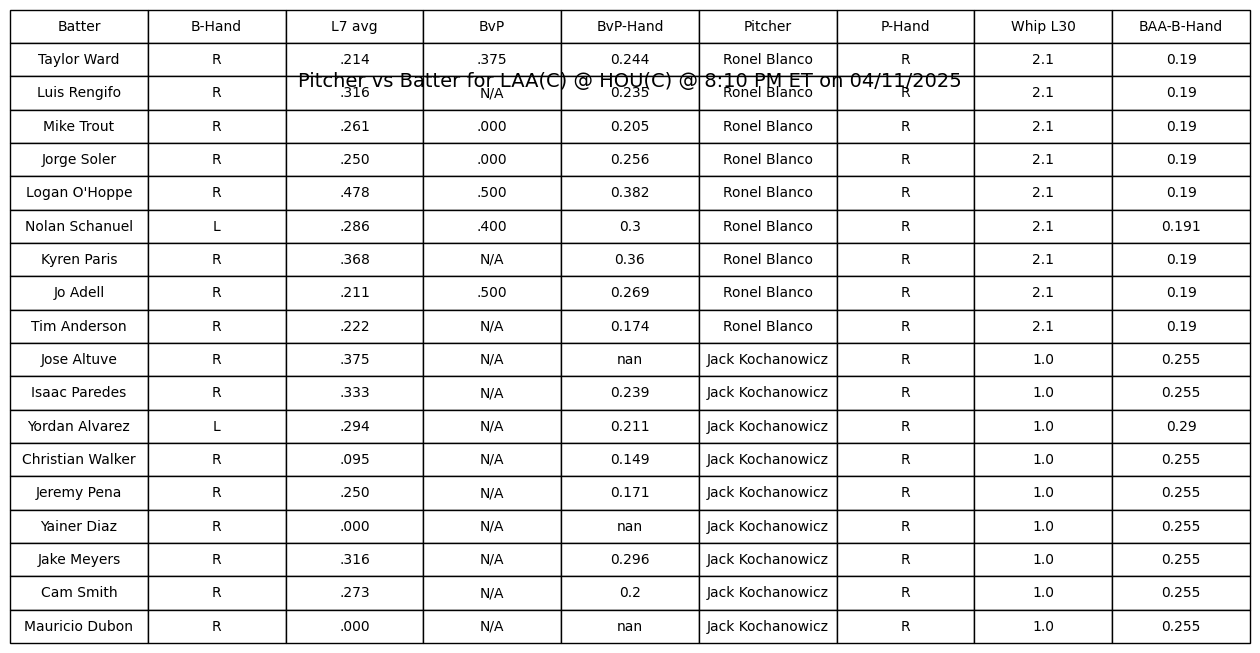 Batter B-Hand L7 avg BvP BvP-Hand Pitcher P-Hand Whip L30 BAA-B-Hand
Taylor Ward R .214 .375 0.244 Ronel Blanco R 2.1 0.19
Pitcher vs Batter for LAA(C) @ HOU(C) @ 8:10 PM ET on 04/11/2025
Luis Rengifo R .316 N/A 0.235 Ronel Blanco R 2.1 0.19
Mike Trout R .261 .000 0.205 Ronel Blanco R 2.1 0.19
Jorge Soler R .250 .000 0.256 Ronel Blanco R 2.1 0.19
Logan O'Hoppe R .478 .500 0.382 Ronel Blanco R 2.1 0.19
Nolan Schanuel L .286 .400 0.3 Ronel Blanco R 2.1 0.191
Kyren Paris R .368 N/A 0.36 Ronel Blanco R 2.1 0.19
Jo Adell R .211 .500 0.269 Ronel Blanco R 2.1 0.19
Tim Anderson R .222 N/A 0.174 Ronel Blanco R 2.1 0.19
Jose Altuve R .375 N/A nan Jack Kochanowicz R 1.0 0.255
Isaac Paredes R .333 N/A 0.239 Jack Kochanowicz R 1.0 0.255
Yordan Alvarez L .294 N/A 0.211 Jack Kochanowicz R 1.0 0.29
Christian Walker R .095 N/A 0.149 Jack Kochanowicz R 1.0 0.255
Jeremy Pena R .250 N/A 0.171 Jack Kochanowicz R 1.0 0.255
Yainer Diaz R .000 N/A nan Jack Kochanowicz R 1.0 0.255
Jake Meyers R .316 N/A 0.296 Jack Kochanowicz R 1.0 0.255
Cam Smith R .273 N/A 0.2 Jack Kochanowicz R 1.0 0.255
Mauricio Dubon R .000 N/A nan Jack Kochanowicz R 1.0 0.255